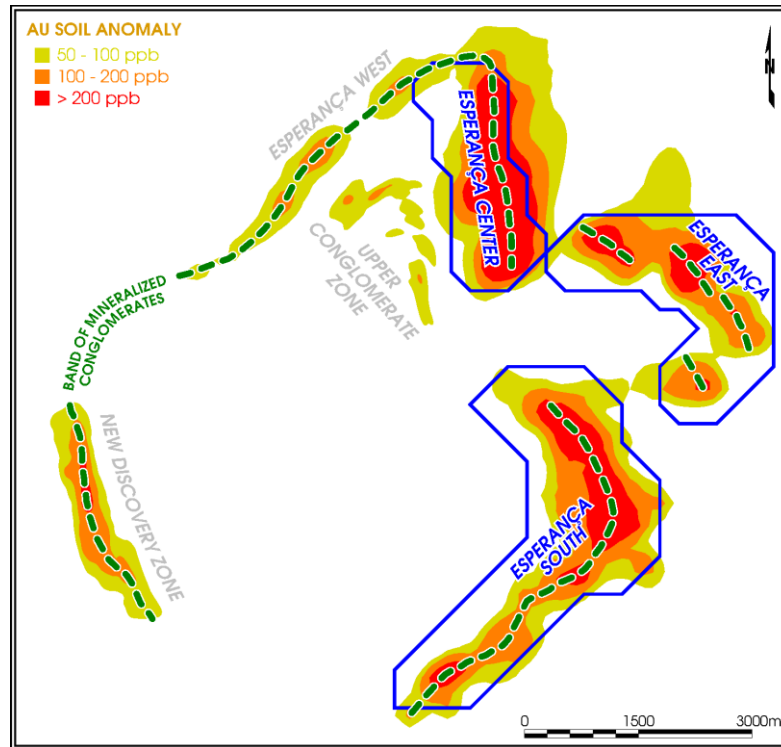 AU SOIL ANOMALY
50 - 100 ppb
100 - 200 ppb
> 200 ppb
N
ESPERANÇA WEST
ESPERANÇA CENTER
ESPERANÇA
EAST
UPPER
CONGLOMERATE
ZONE
BAND OF MINERALIZED
CONGLOMERATES
NEW DISCOVERY ZONE
ESPERANÇA
SOUTH
0 1500 3000m